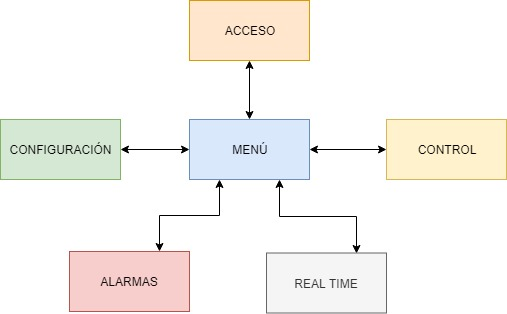 ACCESO
CONFIGURACIÓN
MENÚ
CONTROL
ALARMAS
REAL TIME